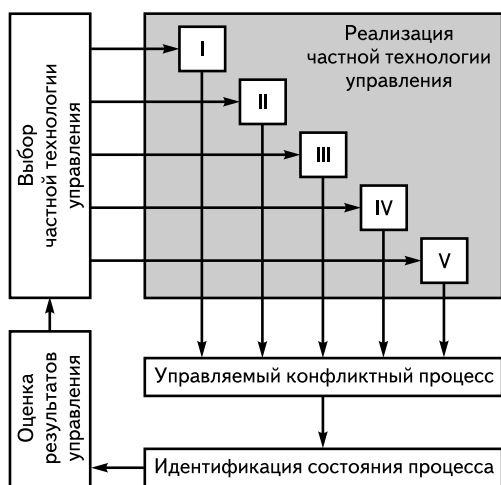 Выбор
частной технологии
управления
Реализация
частной технологии
управления
I
II
III
IV
V
Управляемый конфликтный процесс
Оценка
результатов
управления
Идентификация состояния процесса